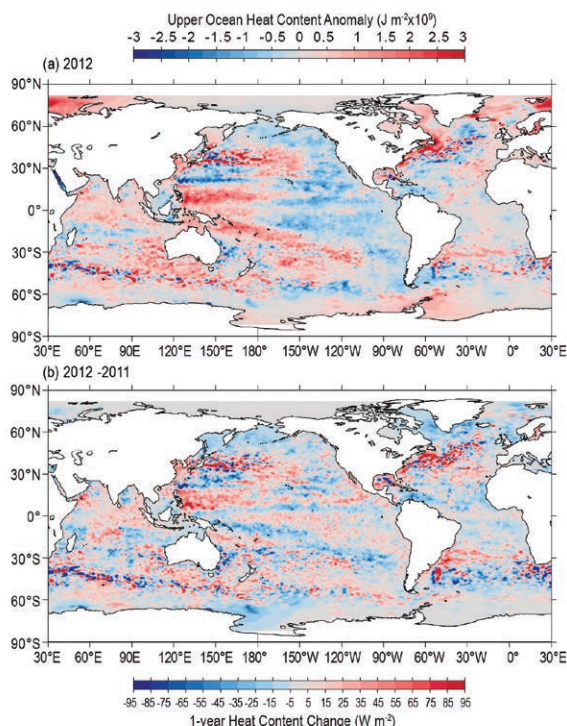 Upper Ocean Heat Content Anomaly (J m⁻²x10⁹)
-3 -2.5 -2 -1.5 -1 -0.5 0 0.5 1 1.5 2 2.5 3
(a) 2012
90°N
60°N
30°N
0°
30°S
60°S
90°S
30°E 60°E 90°E 120°E 150°E 180° 150°W 120°W 90°W 60°W 30°W 0° 30°E
(b) 2012 -2011
90°N
60°N
30°N
0°
30°S
60°S
90°S
30°E 60°E 90°E 120°E 150°E 180° 150°W 120°W 90°W 60°W 30°W 0° 30°E
-95 -85 -75 -65 -55 -45 -35 -25 -15 -5 5 15 25 35 45 55 65 75 85 95
1-year Heat Content Change (W m⁻²)